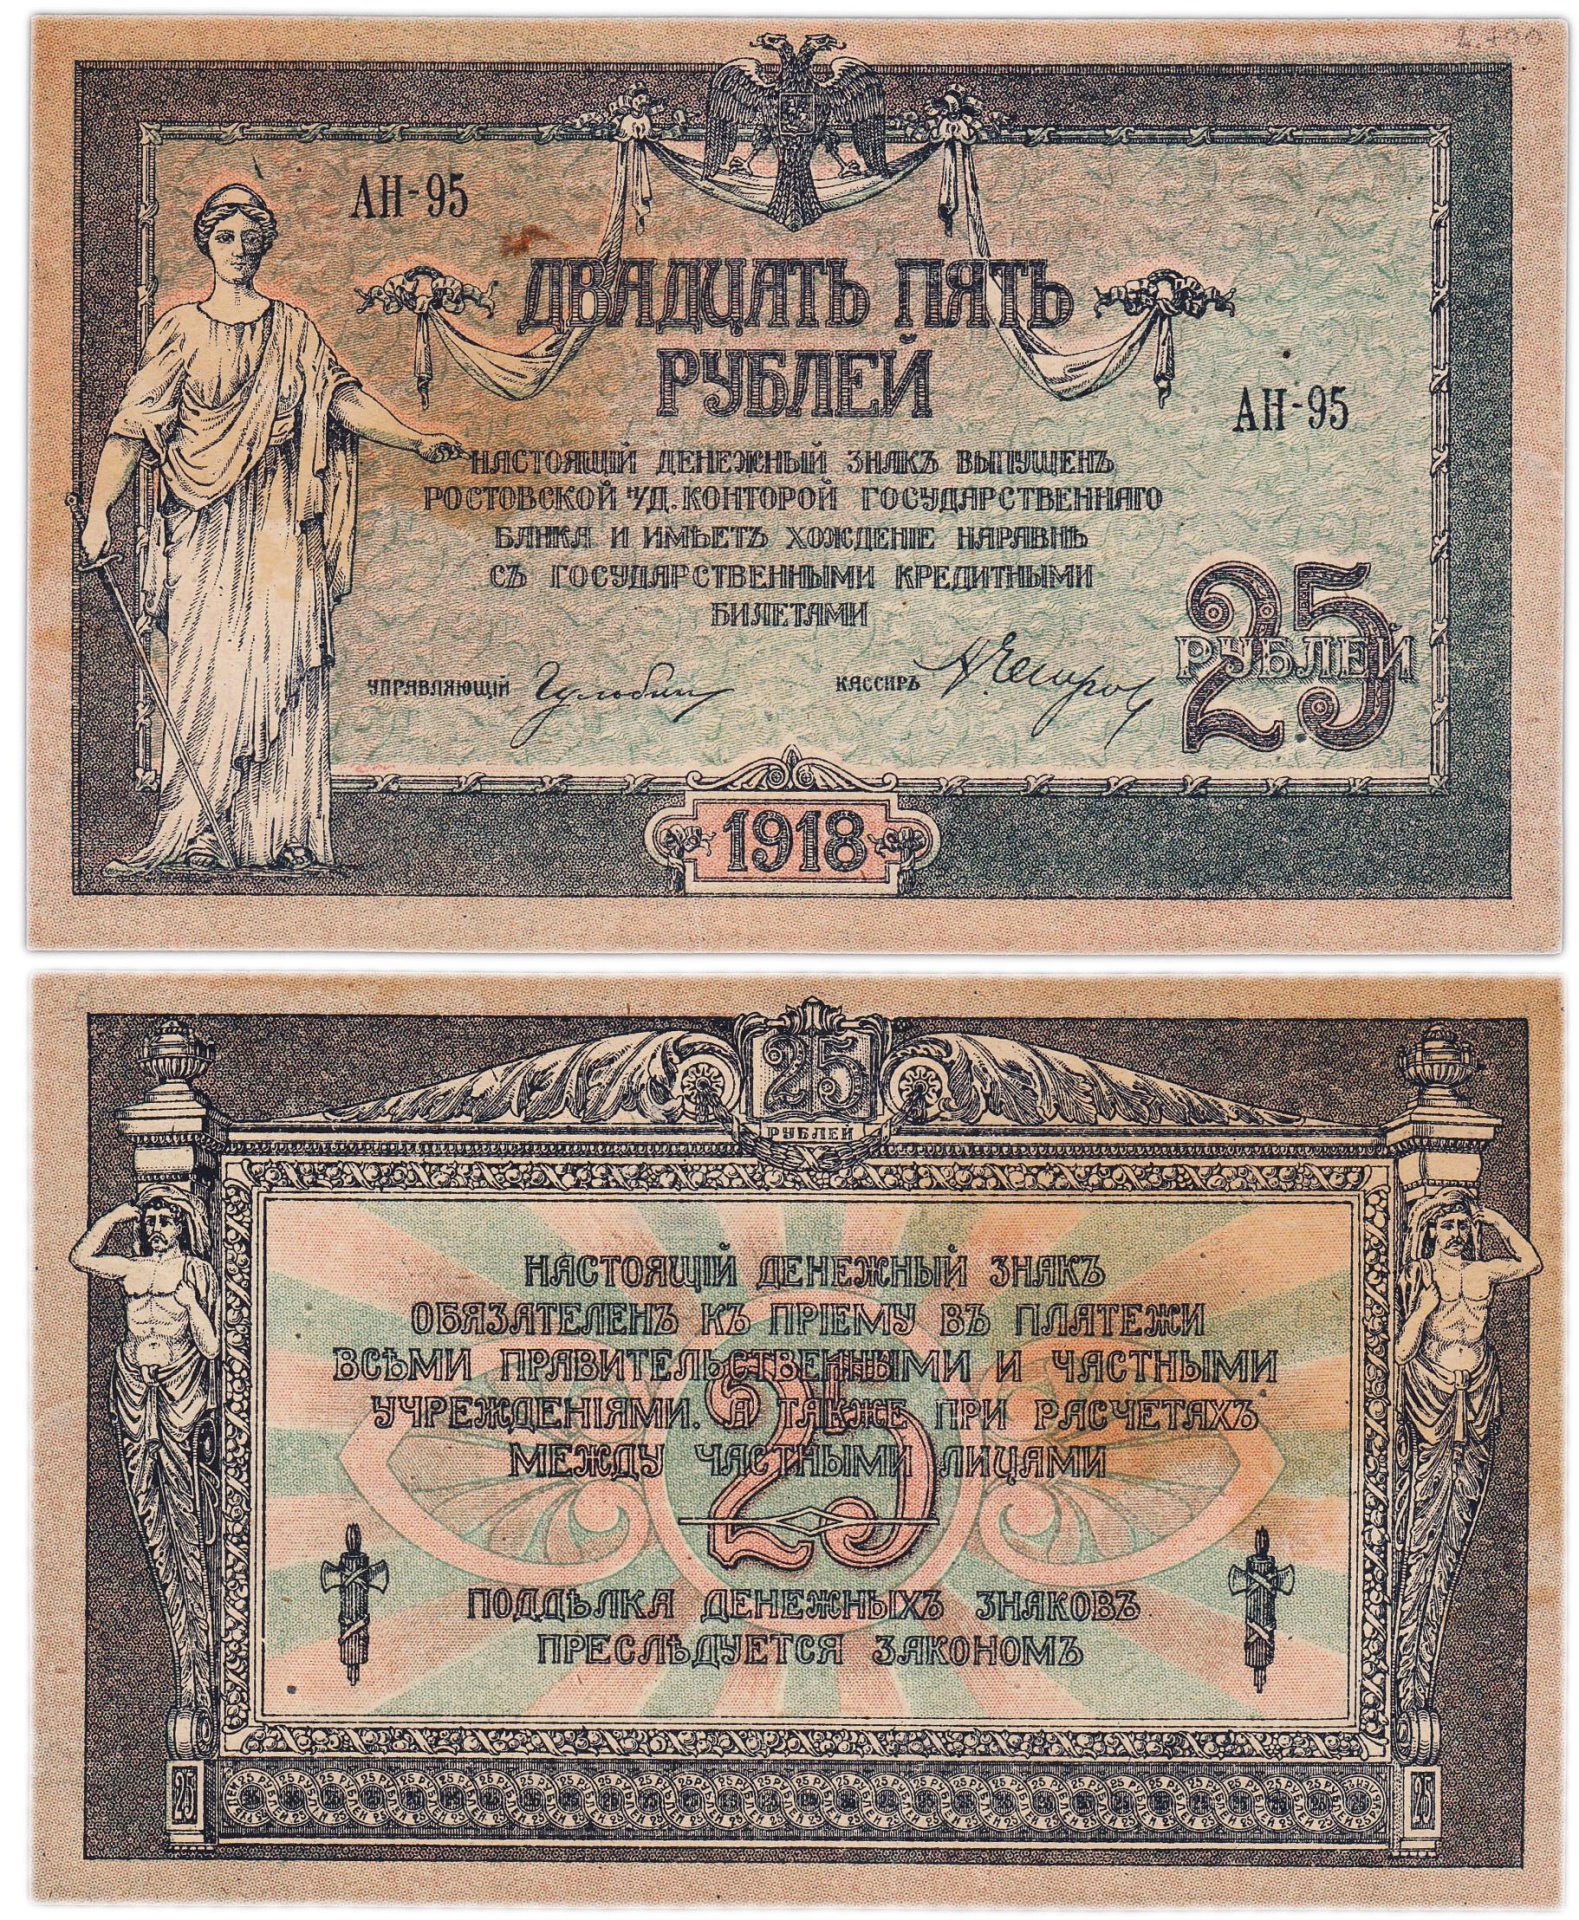 АН-95
ДВАДЦАТЬ ПЯТЬ
РУБЛЕЙ
АН-95
НАСТОЯЩІЙ ДЕНЕЖНЫЙ ЗНАКЪ ВЫПУЩЕНЪ
РОСТОВСКОЙ Н/Д. КОНТОРОЙ ГОСУДАРСТВЕННАГО
БАНКА И ИМѢЕТЪ ХОЖДЕНІЕ НАРАВНѢ
СЪ ГОСУДАРСТВЕННЫМИ КРЕДИТНЫМИ
БИЛЕТАМИ
25
РУБЛЕЙ
УПРАВЛЯЮЩІЙ
КАССИРЪ
1918
25
РУБЛЕЙ
НАСТОЯЩІЙ ДЕНЕЖНЫЙ ЗНАКЪ
ОБЯЗАТЕЛЕНЪ КЪ ПРІЕМУ ВЪ ПЛАТЕЖИ
ВСѢМИ ПРАВИТЕЛЬСТВЕННЫМИ И ЧАСТНЫМИ
УЧРЕЖДЕНІЯМИ. А ТАКЖЕ ПРИ РАСЧЕТАХЪ
МЕЖДУ ЧАСТНЫМИ ЛИЦАМИ
25
ПОДДѢЛКА ДЕНЕЖНЫХЪ ЗНАКОВЪ
ПРЕСЛѢДУЕТСЯ ЗАКОНОМЪ
25
25